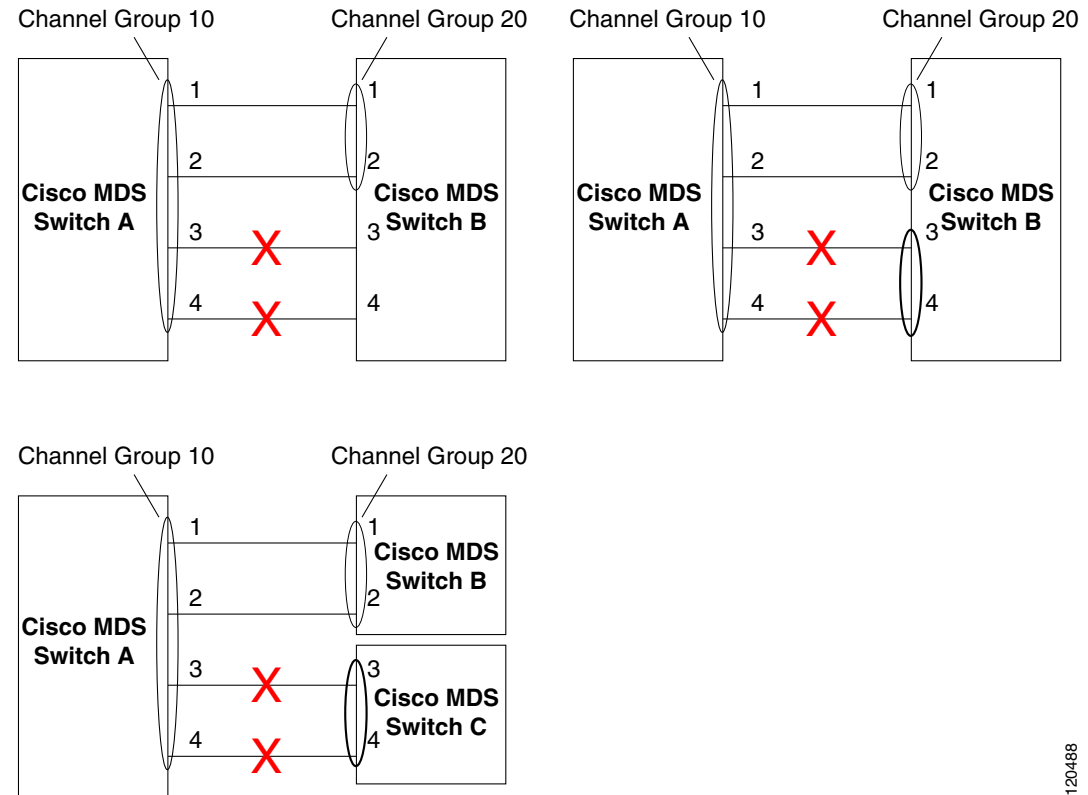 Channel Group 10
Channel Group 20
1
1
2
2
Cisco MDS
Switch A
Cisco MDS
Switch B
3
X
3
4
X
4
Channel Group 10
Channel Group 20
1
1
2
2
Cisco MDS
Switch A
Cisco MDS
Switch B
3
X
3
4
X
4
Channel Group 10
Channel Group 20
1
1
Cisco MDS
Switch B
2
2
Cisco MDS
Switch A
3
X
3
Cisco MDS
Switch C
4
X
4
120488